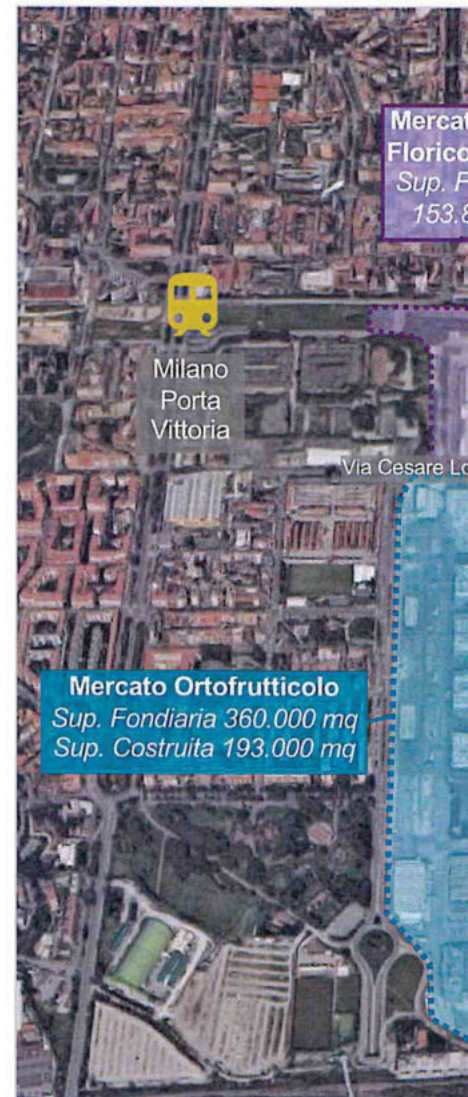 Mercat
Florico
Sup. F
153.8
Milano
Porta
Vittoria
Via Cesare Lo
Mercato Ortofrutticolo
Sup. Fondiaria 360.000 mq
Sup. Costruita 193.000 mq